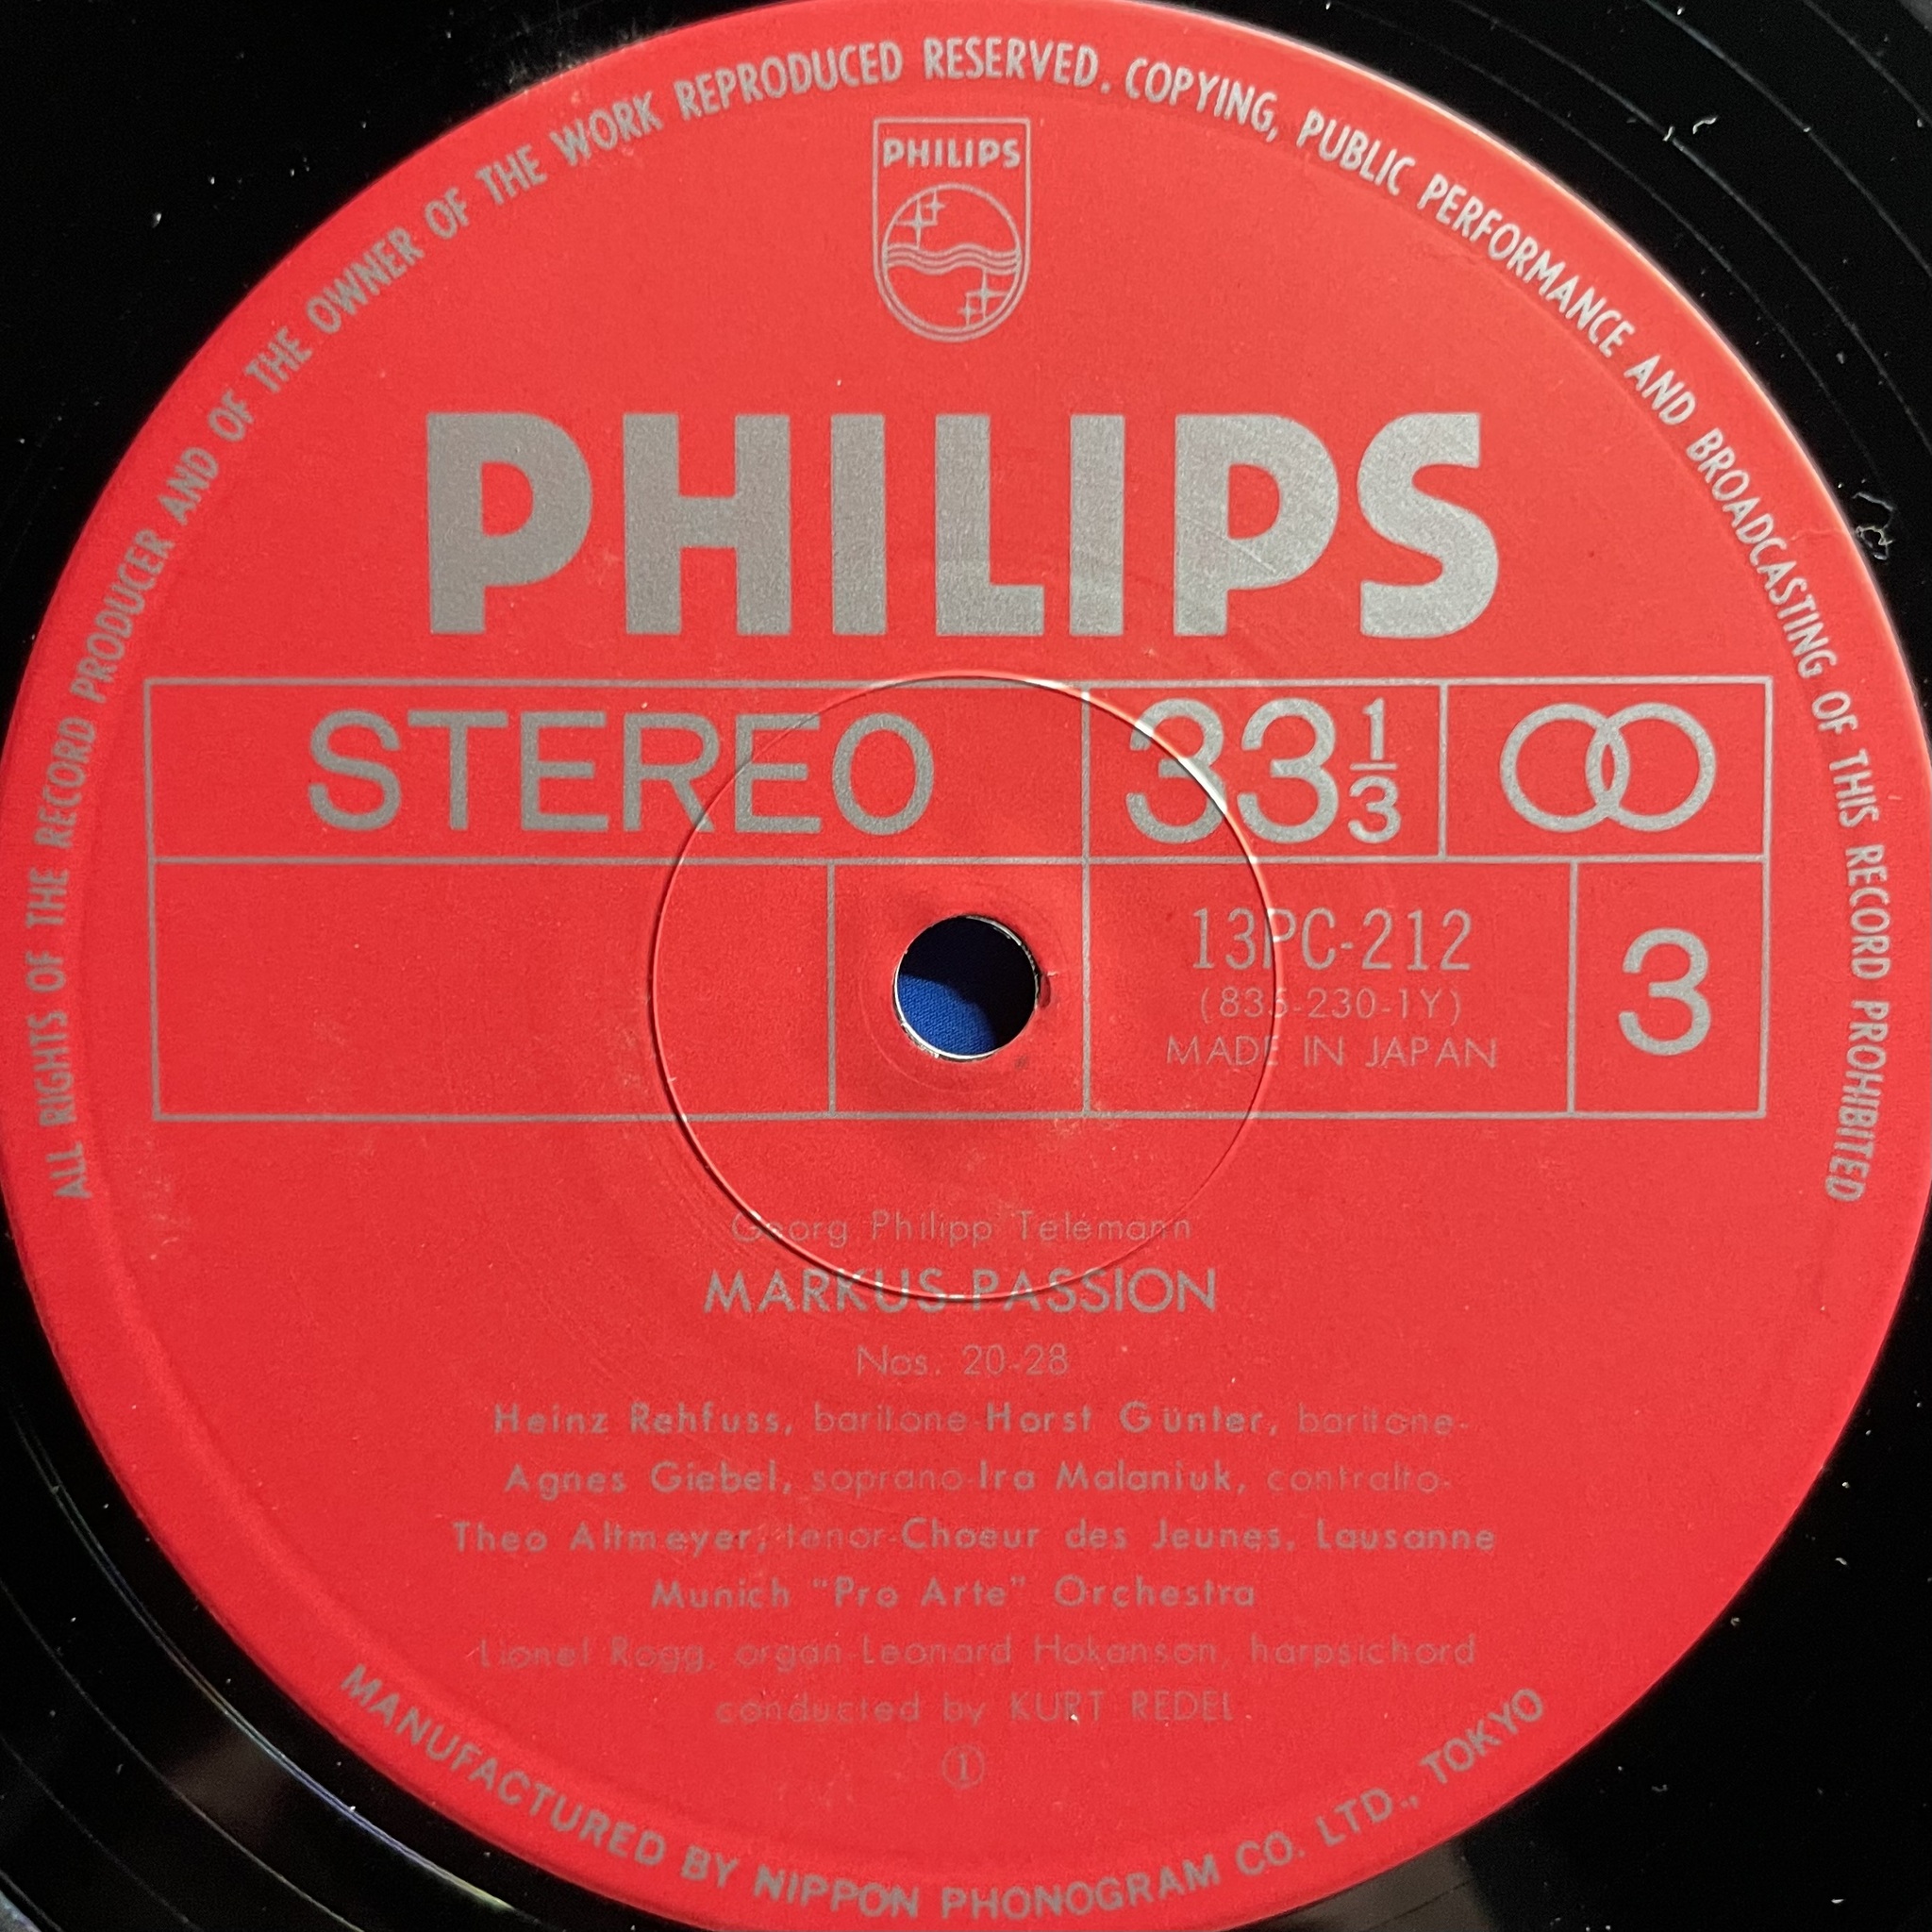 ALL RIGHTS OF THE RECORD PRODUCER AND OF THE OWNER OF THE WORK REPRODUCED RESERVED. COPYING, PUBLIC PERFORMANCE AND BROADCASTING OF THIS RECORD PROHIBITED
PHILIPS
PHILIPS
STEREO 33 1/3
13PC-212 3
(835-230-1Y)
MADE IN JAPAN
Georg Philipp Telemann
MARKUS-PASSION
Nos. 20-28
Heinz Rehfuss, baritone-Horst Günter, baritone-
Agnes Giebel, soprano-Ira Malaniuk, contralto-
Theo Altmeyer, tenor-Choeur des Jeunes, Lausanne
Munich "Pro Arte" Orchestra
Lionel Rogg, organ-Leonard Hokanson, harpsichord
conducted by KURT REDEL
Ⓘ
MANUFACTURED BY NIPPON PHONOGRAM CO. LTD., TOKYO